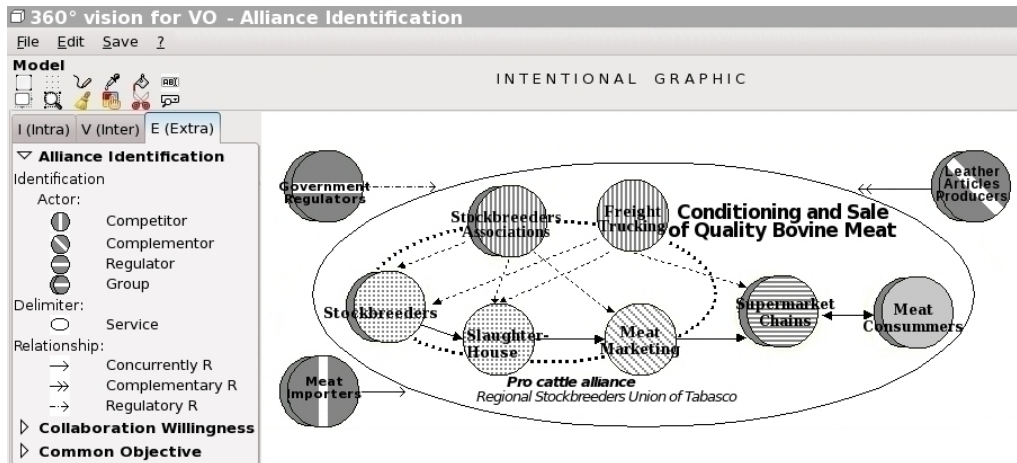 360° vision for VO - Alliance Identification
File Edit Save ?
Model
ABC
INTENTIONAL GRAPHIC
I (Intra) V (Inter) E (Extra)
Alliance Identification
Identification
Actor:
Competitor
Complementor
Regulator
Group
Delimiter:
Service
Relationship:
Concurrently R
Complementary R
Regulatory R
Collaboration Willingness
Common Objective
Government
Regulators
Leather
Articles
Producers
Stockbreeders
Associations
Freight
Trucking
Conditioning and Sale
of Quality Bovine Meat
Stockbreeders
Slaughter-
House
Meat
Marketing
Supermarket
Chains
Meat
Consummers
Meat
Importers
Pro cattle alliance
Regional Stockbreeders Union of Tabasco